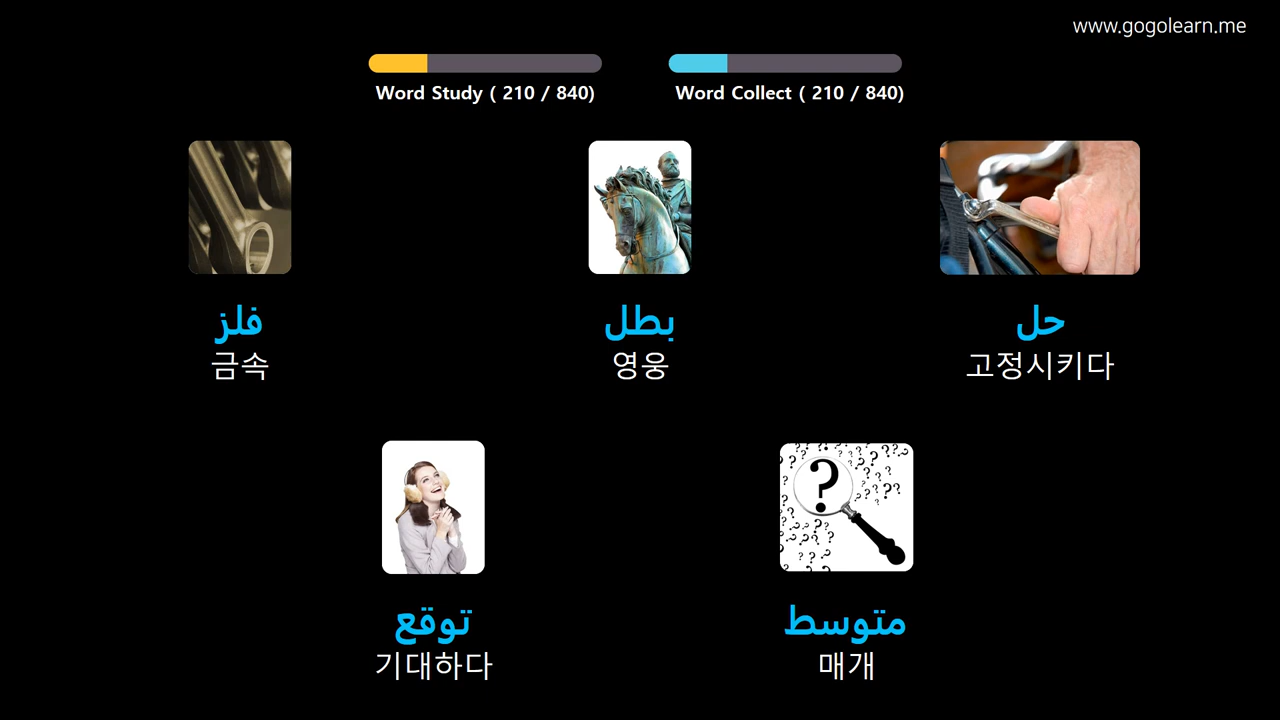 www.gogolearn.me
Word Study ( 210 / 840)
Word Collect ( 210 / 840)
فلز
금속
بطل
영웅
حل
고정시키다
توقع
기대하다
متوسط
매개